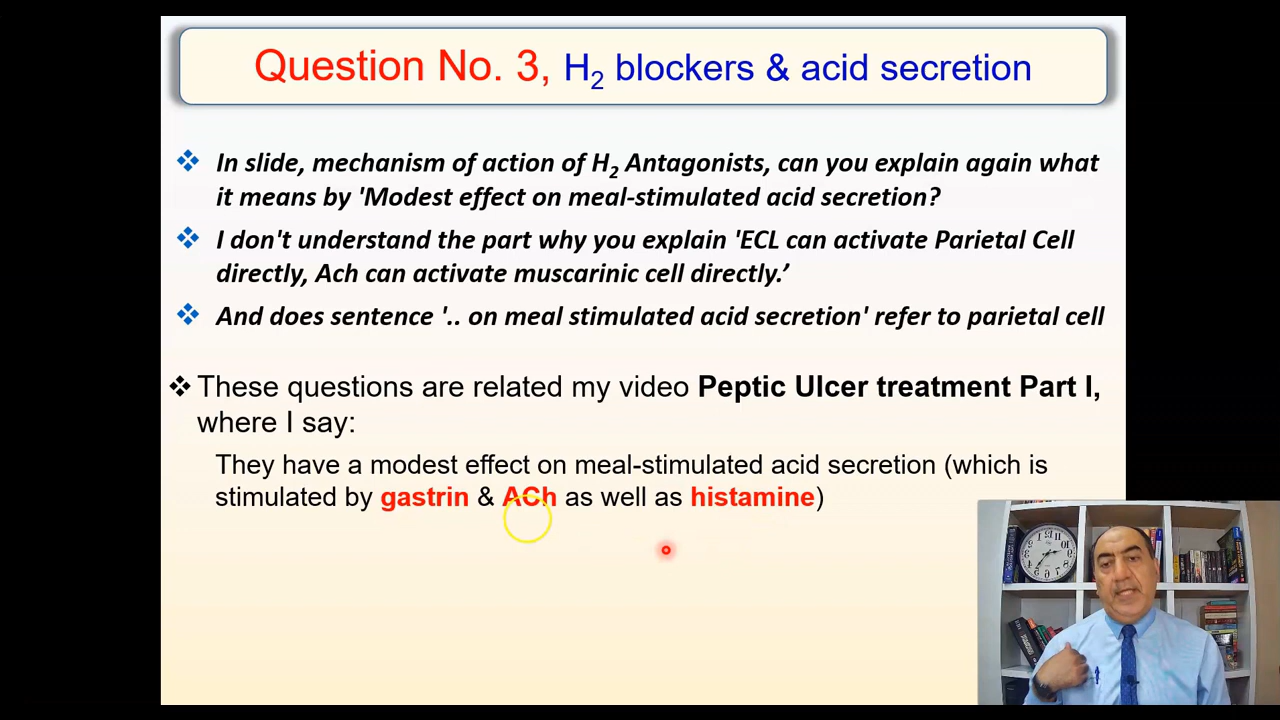 Question No. 3, H₂ blockers & acid secretion
❖ In slide, mechanism of action of H₂ Antagonists, can you explain again what
it means by 'Modest effect on meal-stimulated acid secretion?
❖ I don't understand the part why you explain 'ECL can activate Parietal Cell
directly, Ach can activate muscarinic cell directly.’
❖ And does sentence '.. on meal stimulated acid secretion' refer to parietal cell
❖ These questions are related my video Peptic Ulcer treatment Part I,
where I say:
They have a modest effect on meal-stimulated acid secretion (which is
stimulated by gastrin & ACh as well as histamine)